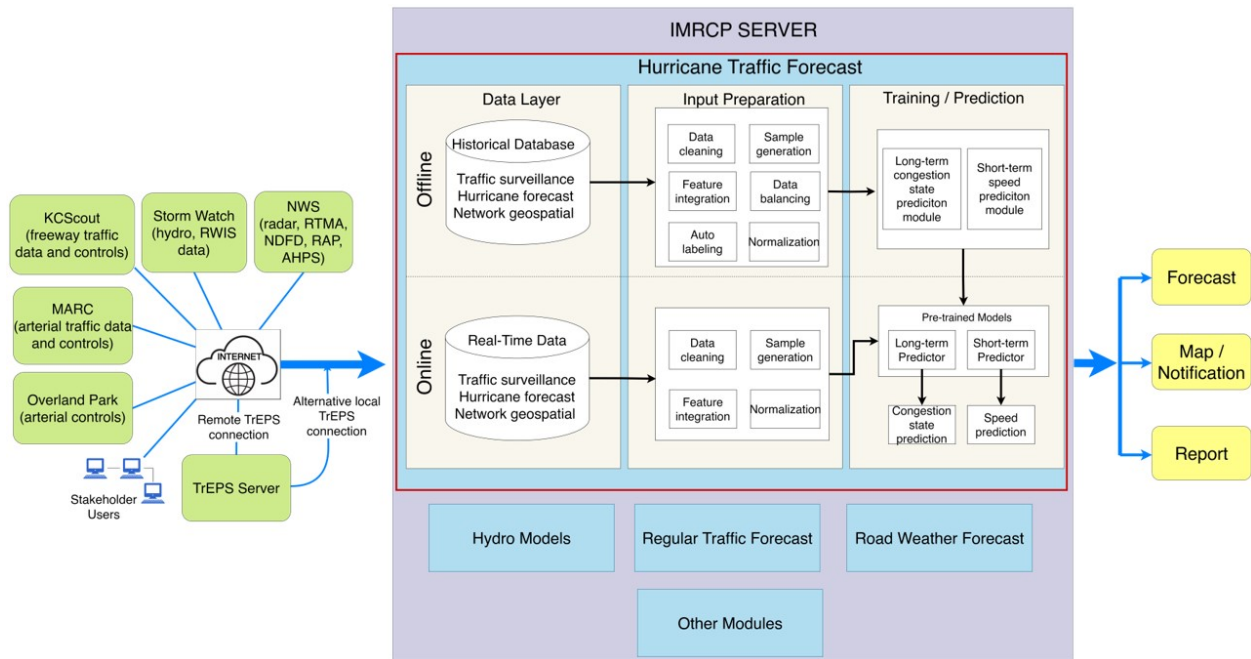 IMRCP SERVER
Hurricane Traffic Forecast
Data Layer
Input Preparation
Training / Prediction
Offline
Historical Database
Traffic surveillance
Hurricane forecast
Network geospatial
Data
cleaning
Sample
generation
Feature
integration
Data
balancing
Auto
labeling
Normalization
Long-term
congestion
state
prediciton
module
Short-term
speed
prediciton
module
Online
Real-Time Data
Traffic surveillance
Hurricane forecast
Network geospatial
Data
cleaning
Sample
generation
Feature
integration
Normalization
Pre-trained Models
Long-term
Predictor
Short-term
Predictor
Congestion
state
prediction
Speed
prediction
Hydro Models
Regular Traffic Forecast
Road Weather Forecast
Other Modules
KCScout
(freeway traffic
data and controls)
Storm Watch
(hydro, RWIS
data)
NWS
(radar, RTMA,
NDFD, RAP,
AHPS)
MARC
(arterial traffic data
and controls)
Overland Park
(arterial controls)
INTERNET
Remote TrEPS
connection
Alternative local
TrEPS
connection
TrEPS Server
Stakeholder
Users
Forecast
Map /
Notification
Report